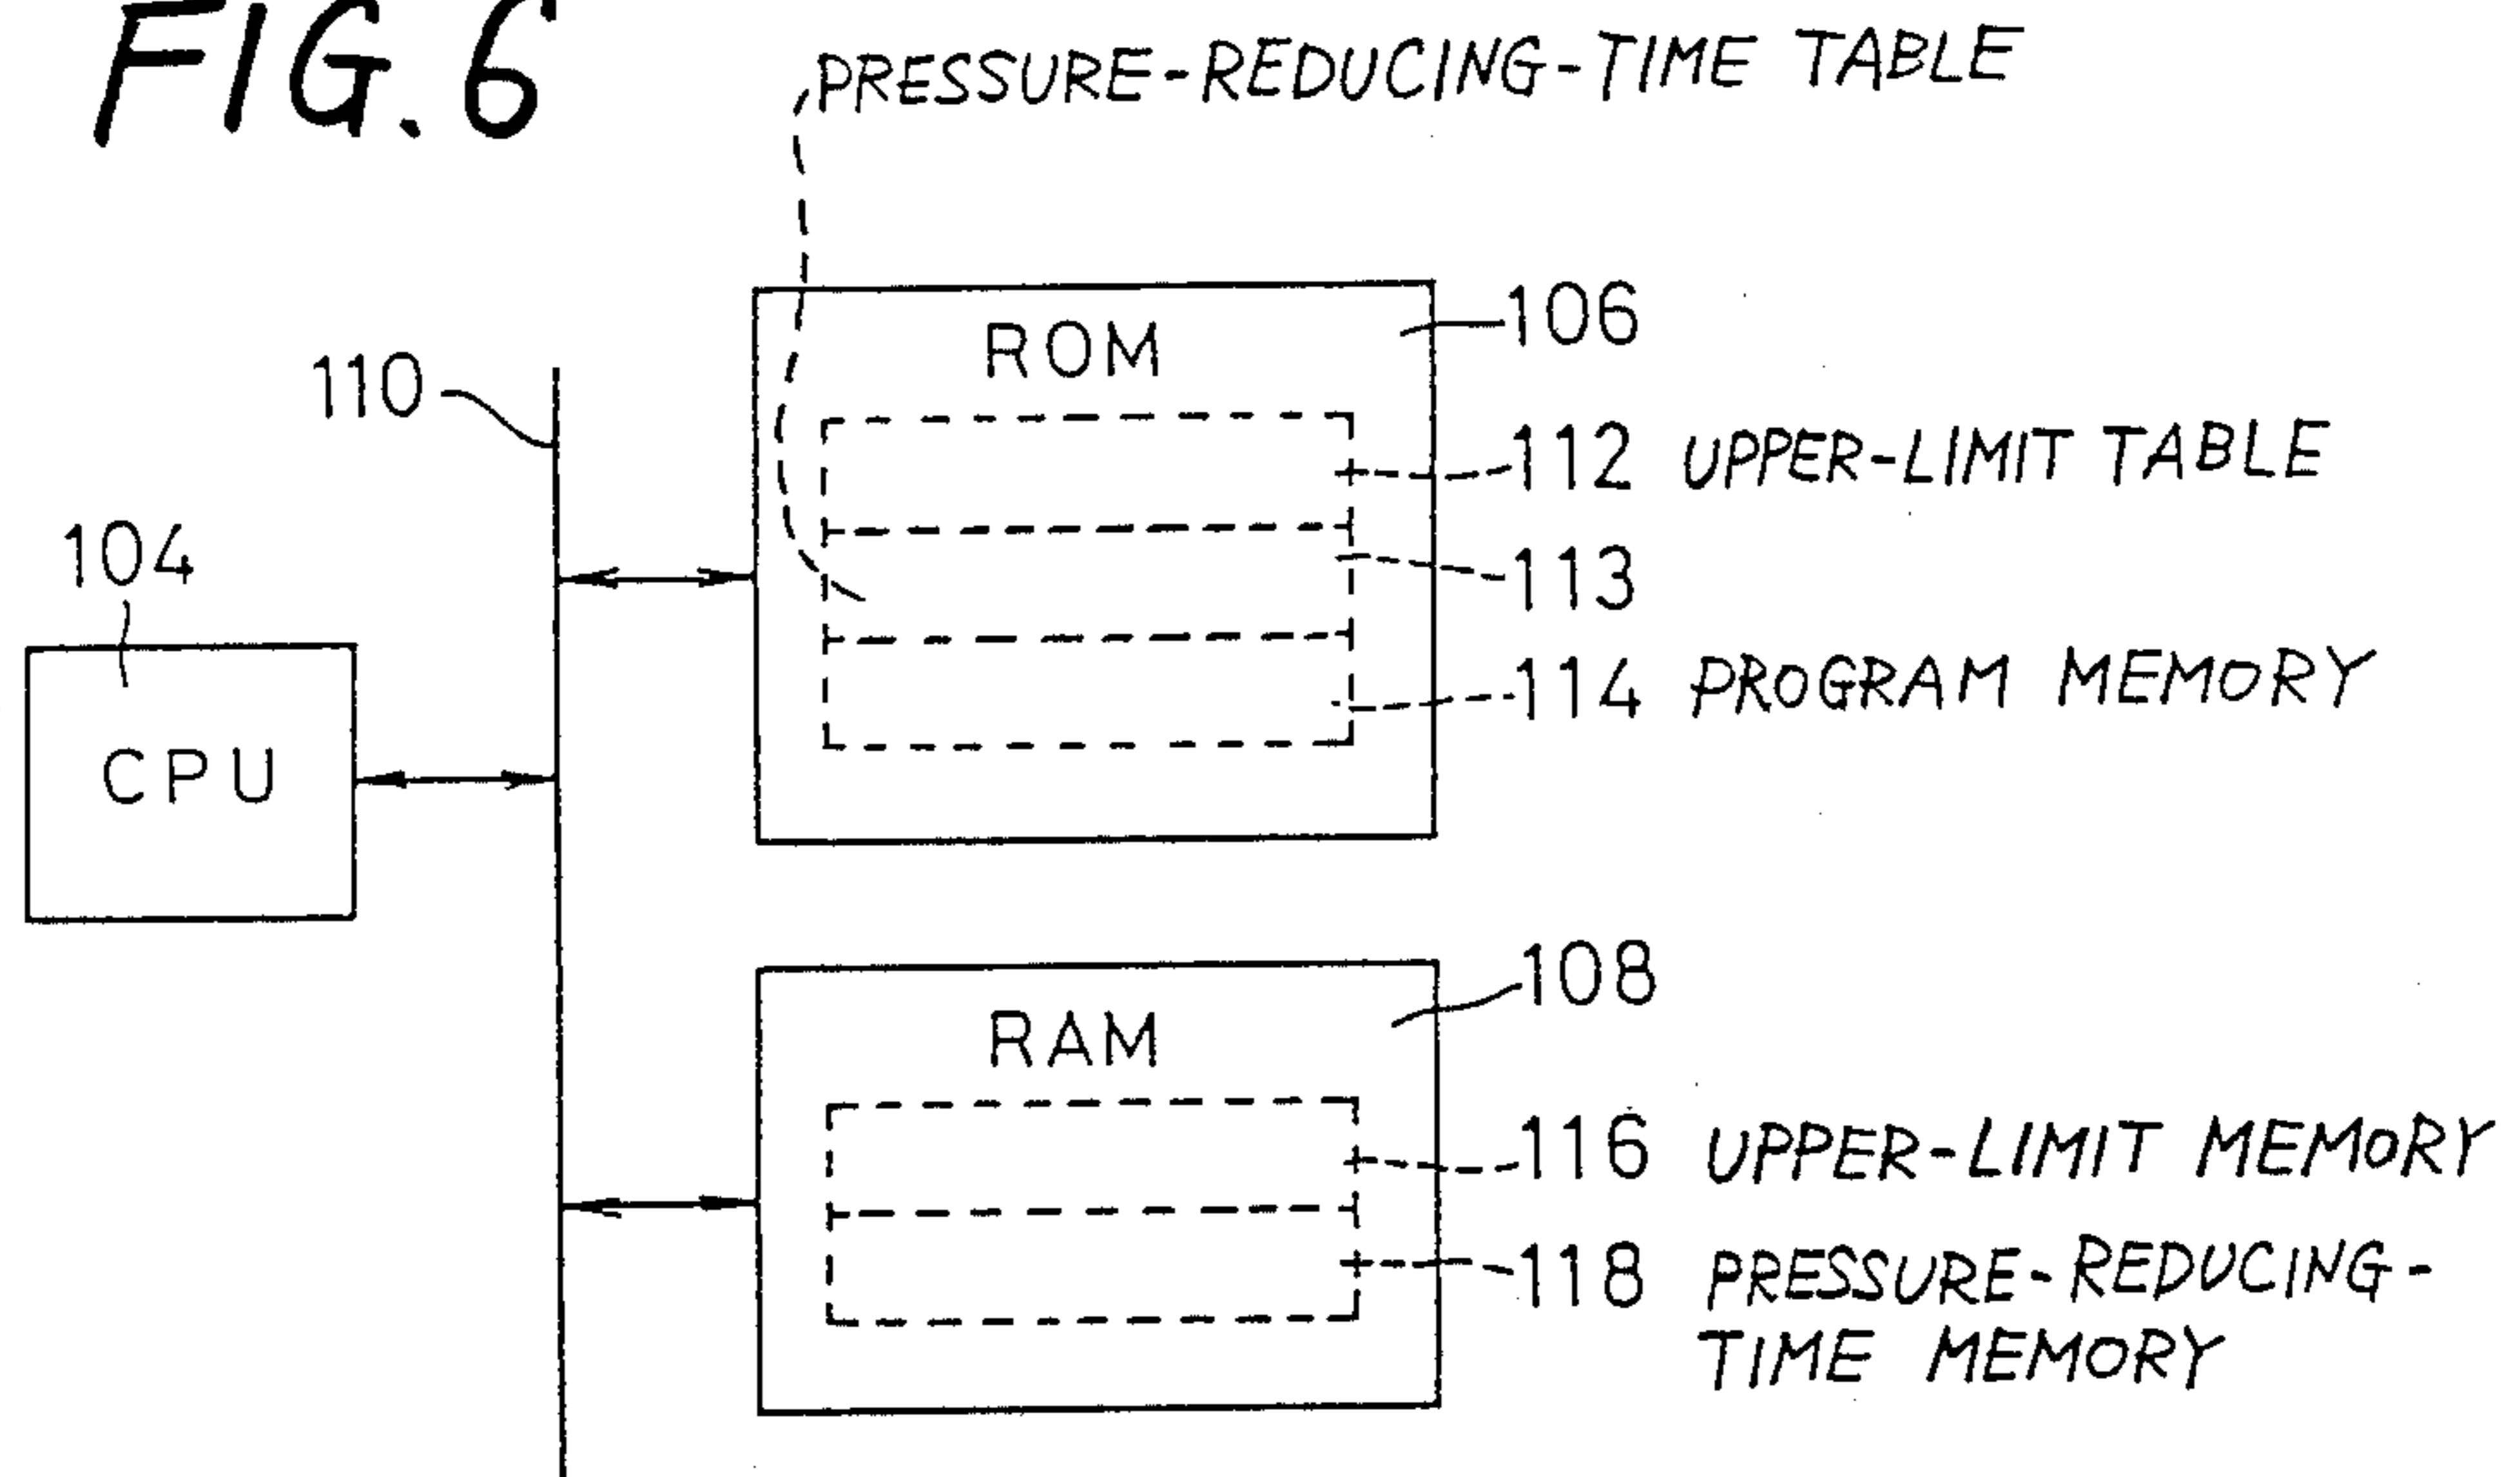 FIG. 6
PRESSURE-REDUCING-TIME TABLE
ROM
106
110
112 UPPER-LIMIT TABLE
104
113
114 PROGRAM MEMORY
CPU
108
RAM
116 UPPER-LIMIT MEMORY
118 PRESSURE-REDUCING-
TIME MEMORY